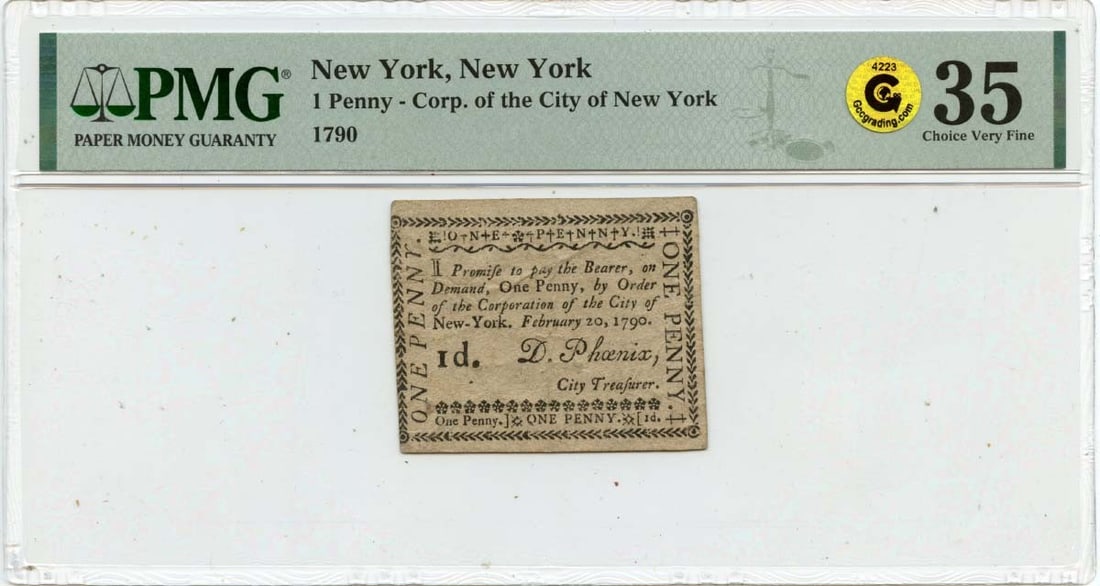 PMG®
PAPER MONEY GUARANTY
New York, New York
1 Penny - Corp. of the City of New York
1790
4223
G
Gccgrading.com
35
Choice Very Fine
!O†N†E†P†E†N†N†Y.!
ONE PENNY.
I Promiſe to pay the Bearer, on
Demand, One Penny, by Order
of the Corporation of the City of
New-York. February 20, 1790.
1d. D. Phœnix,
City Treaſurer.
‡ONE PENNY.‡
One Penny.] ONE PENNY. [1d.